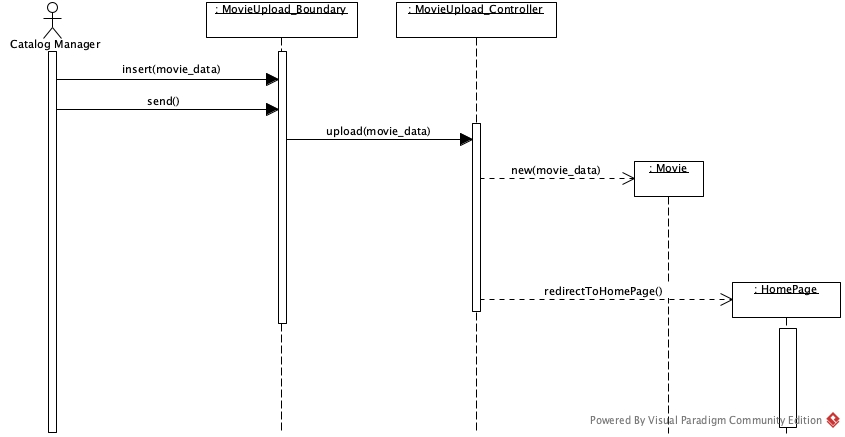 : MovieUpload_Boundary
: MovieUpload_Controller
Catalog Manager
insert(movie_data)
send()
upload(movie_data)
new(movie_data)
: Movie
redirectToHomePage()
: HomePage
Powered By Visual Paradigm Community Edition